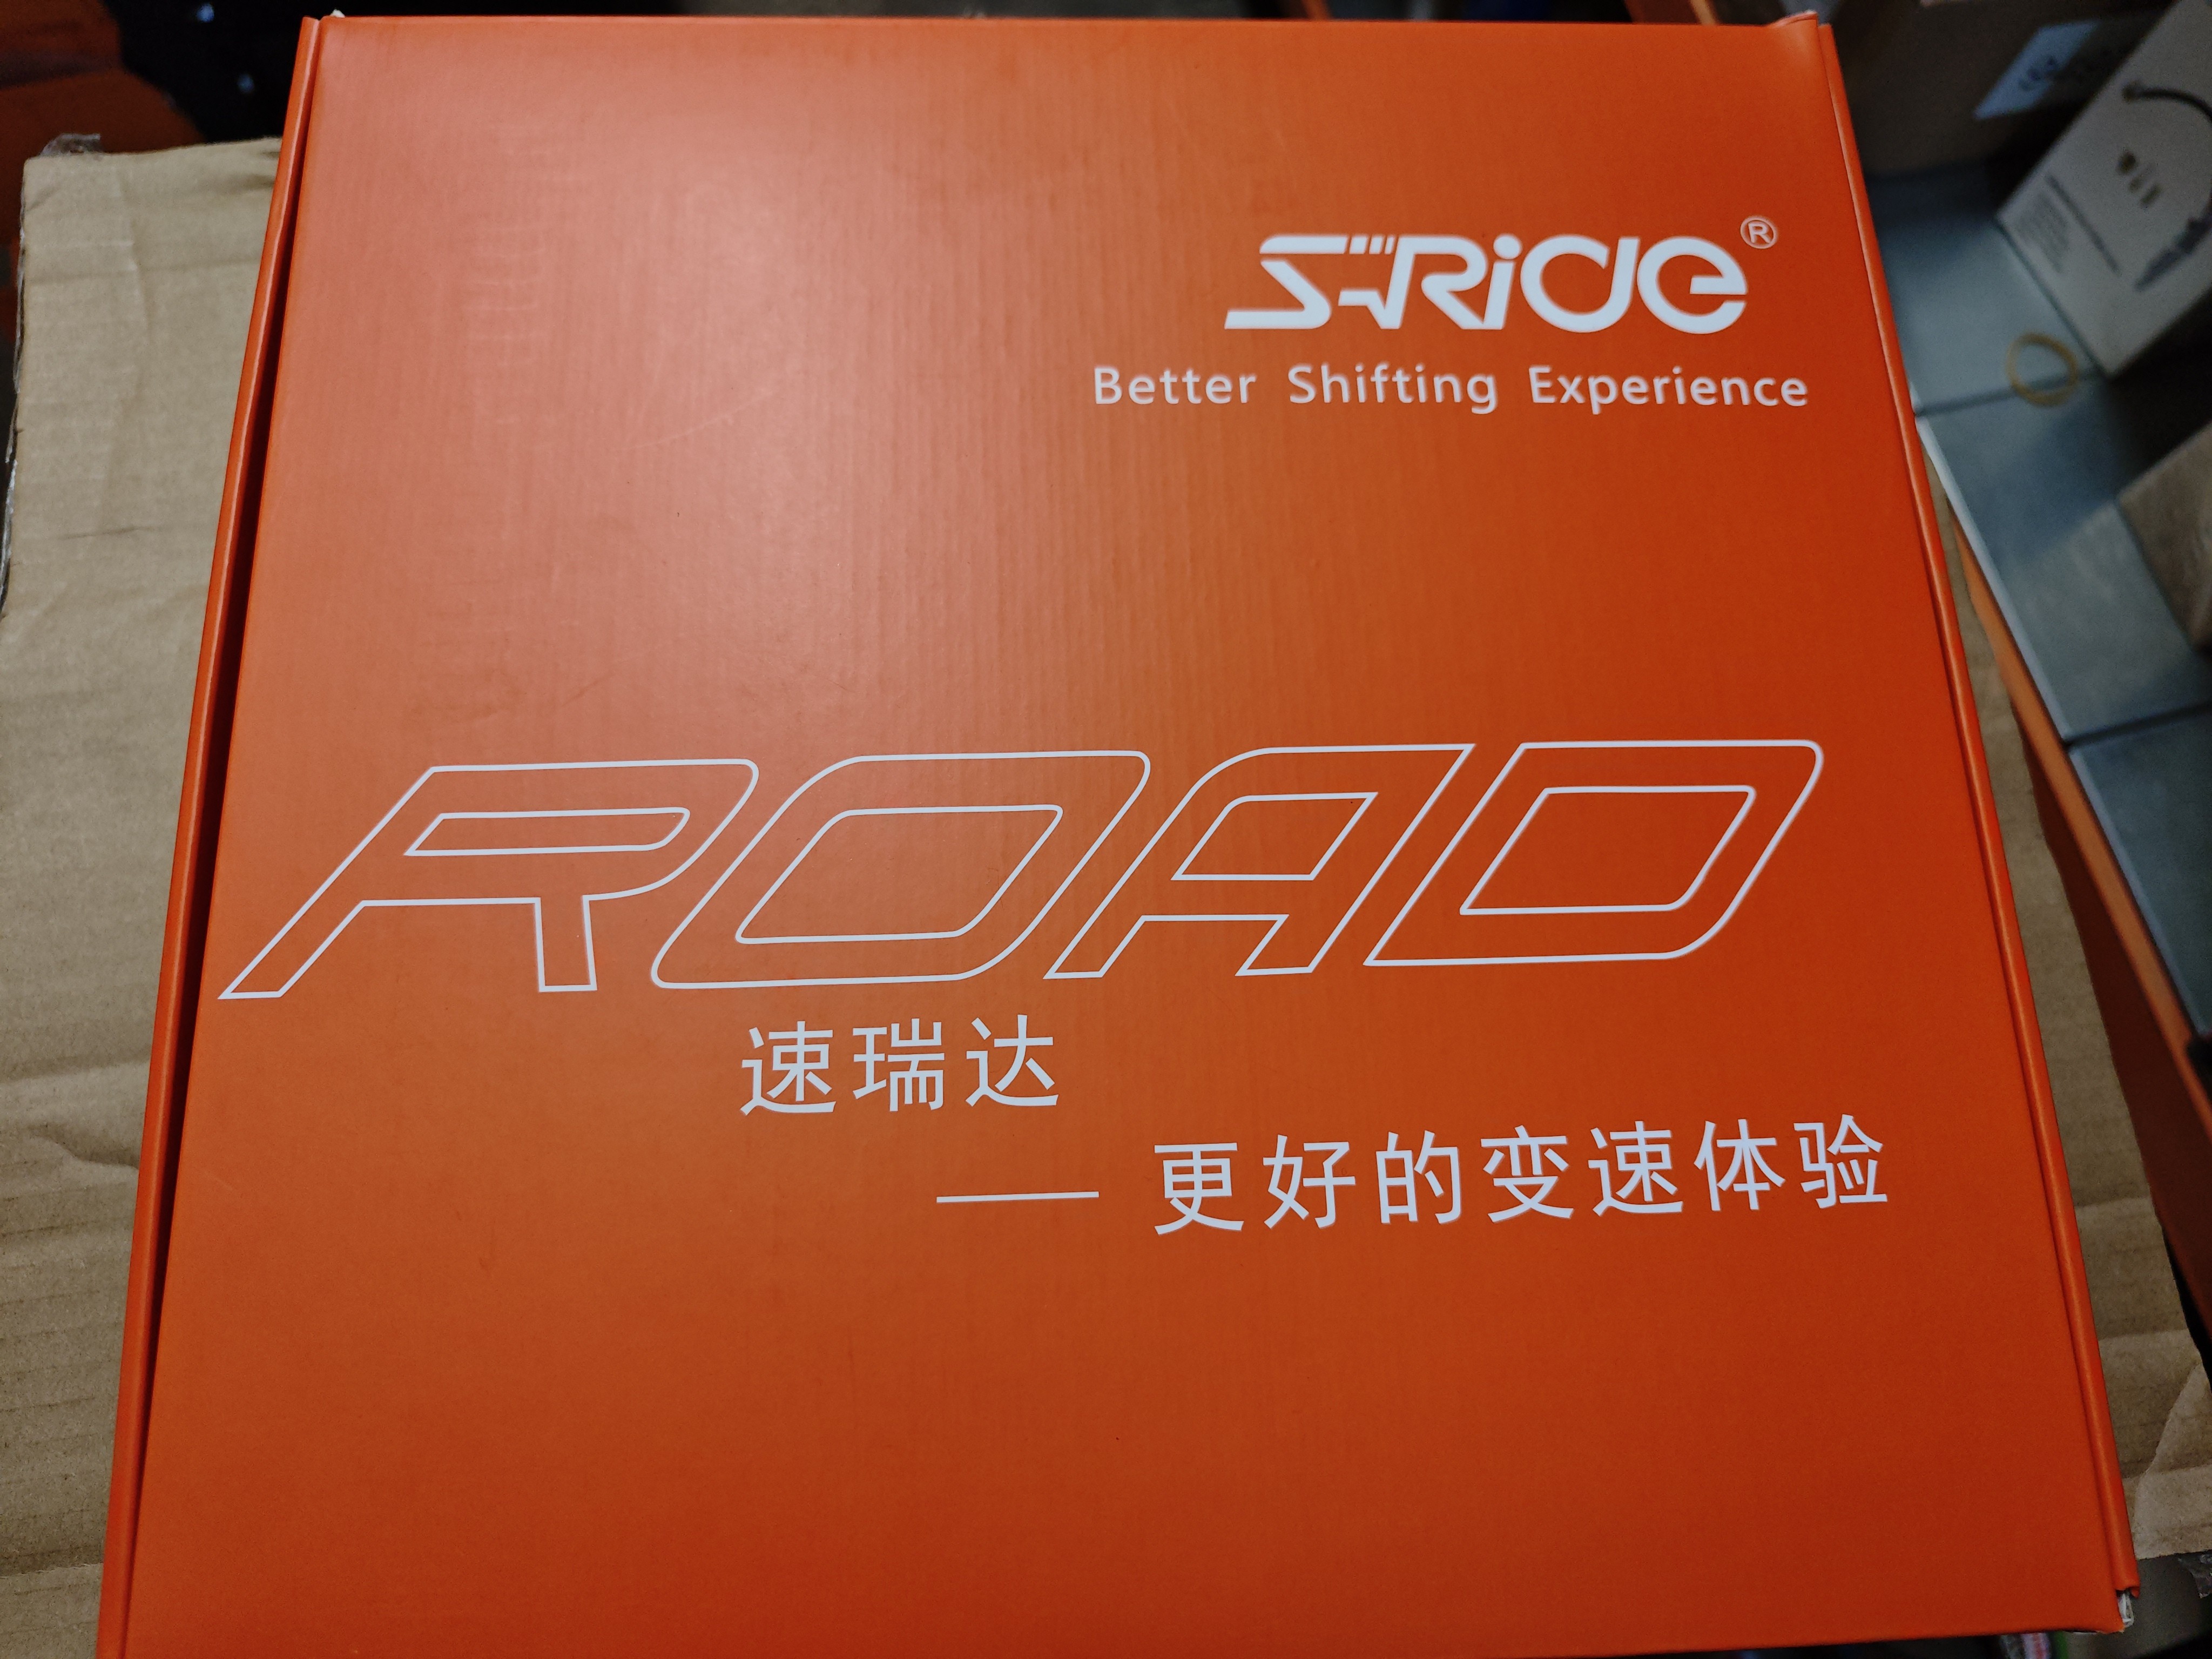 S-RIDE®
Better Shifting Experience
ROAD
速瑞达
—— 更好的变速体验